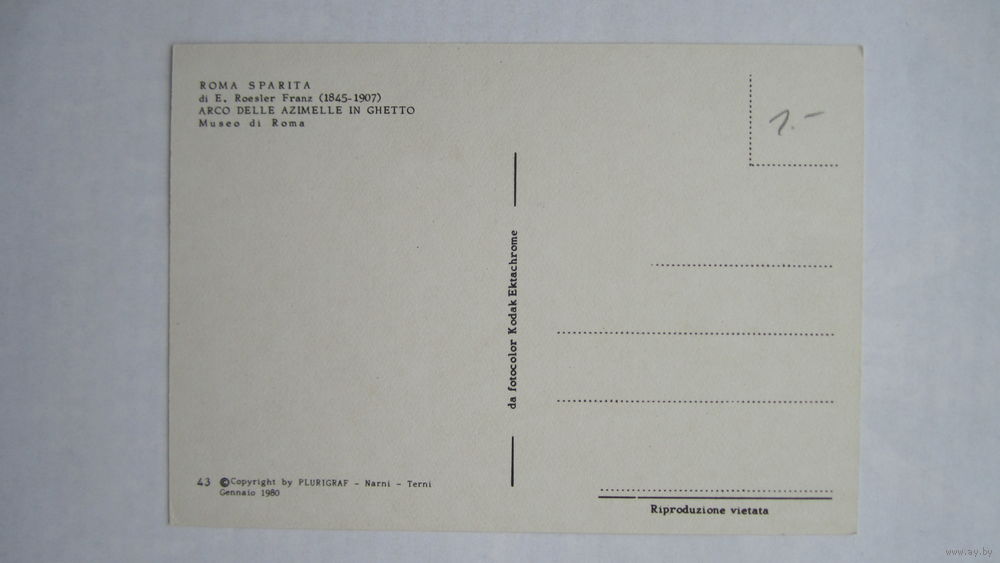 ROMA SPARITA
di E. Roesler Franz (1845-1907)
ARCO DELLE AZIMELLE IN GHETTO
Museo di Roma
1.-
da fotocolor Kodak Ektachrome
43 ©Copyright by PLURIGRAF - Narni - Terni
Gennaio 1980
Riproduzione vietata
www.ay.by